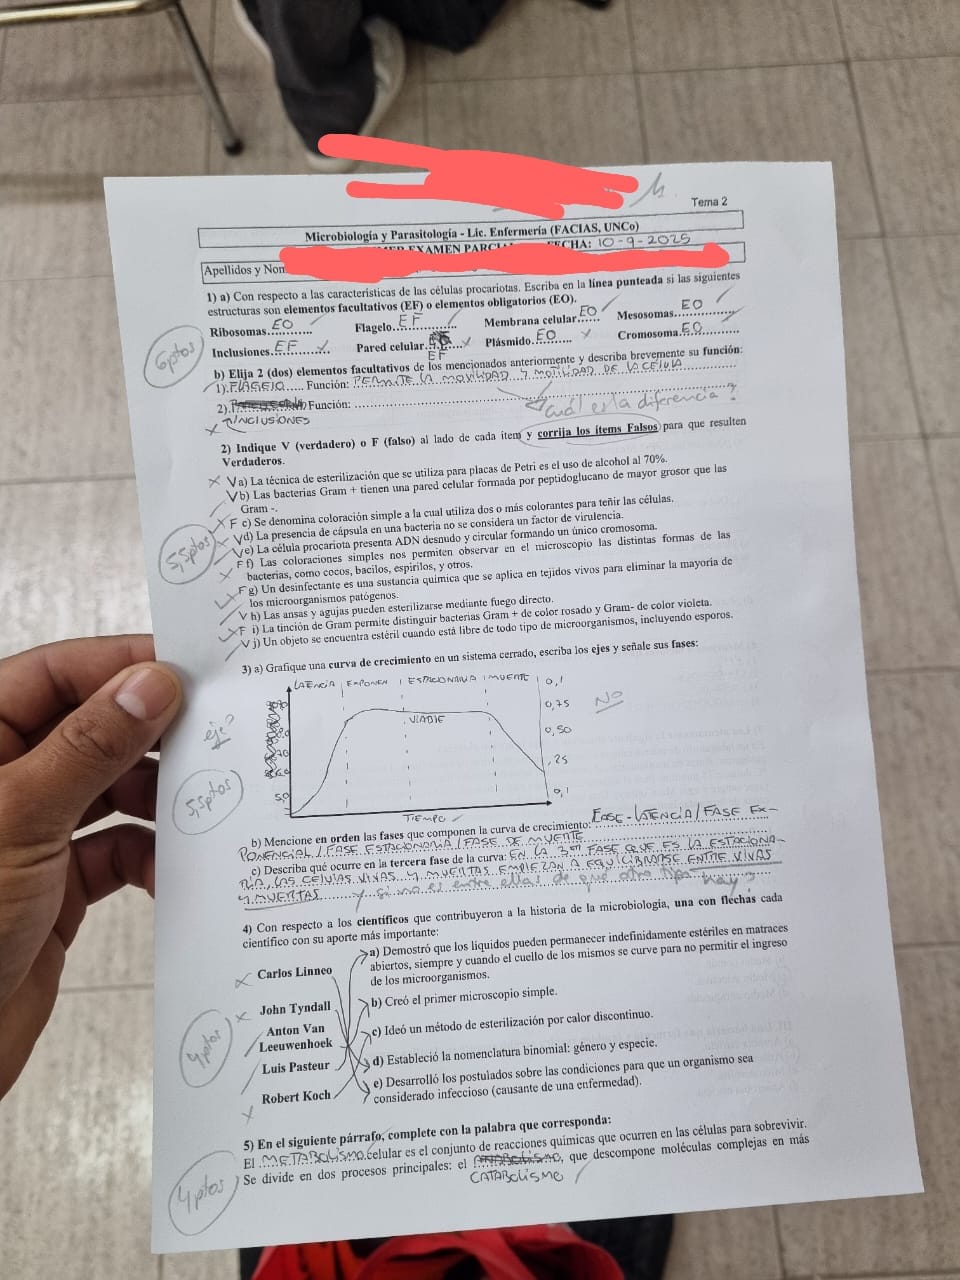 Tema 2
Microbiología y Parasitología - Lic. Enfermería (FACIAS, UNCo)
EXAMEN PARCI CHA: 10-9-2025
Apellidos y Nom
1) a) Con respecto a las características de las células procariotas. Escriba en la línea punteada si las siguientes
estructuras son elementos facultativos (EF) o elementos obligatorios (EO).
Ribosomas EO Flagelo EF Membrana celular EO Mesosomas EO
Inclusiones EF Pared celular EF Plásmido EO Cromosoma EO
6ptos
b) Elija 2 (dos) elementos facultativos de los mencionados anteriormente y describa brevemente su función:
1) FLAGELO Función: PERMITE LA MOVILIDAD Y MOTILIDAD DE LA CELULA
2) Función:
Cuál es la diferencia?
INCLUSIONES
2) Indique V (verdadero) o F (falso) al lado de cada ítem y corrija los ítems Falsos para que resulten
Verdaderos.
V a) La técnica de esterilización que se utiliza para placas de Petri es el uso de alcohol al 70%.
V b) Las bacterias Gram + tienen una pared celular formada por peptidoglucano de mayor grosor que las
Gram -.
F c) Se denomina coloración simple a la cual utiliza dos o más colorantes para teñir las células.
V d) La presencia de cápsula en una bacteria no se considera un factor de virulencia.
V e) La célula procariota presenta ADN desnudo y circular formando un único cromosoma.
F f) Las coloraciones simples nos permiten observar en el microscopio las distintas formas de las
bacterias, como cocos, bacilos, espirilos, y otros.
F g) Un desinfectante es una sustancia química que se aplica en tejidos vivos para eliminar la mayoría de
los microorganismos patógenos.
V h) Las ansas y agujas pueden esterilizarse mediante fuego directo.
F i) La tinción de Gram permite distinguir bacterias Gram + de color rosado y Gram- de color violeta.
V j) Un objeto se encuentra estéril cuando está libre de todo tipo de microorganismos, incluyendo esporos.
5,5ptos
3) a) Grafique una curva de crecimiento en un sistema cerrado, escriba los ejes y señale sus fases:
LATENCIA EXPONEN ESTACIONARIA MUERTE 0,1
0,75
NO
VIABLE
0,50
eje?
,25
5,0
0,1
TIEMPO
5,5ptos
b) Mencione en orden las fases que componen la curva de crecimiento: FASE-LATENCIA/FASE EX-
PONENCIAL/FASE ESTACIONARIA/FASE DE MUERTE
c) Describa qué ocurre en la tercera fase de la curva: EN LA 3ER FASE QUE ES LA ESTACIONA-
RIA, LAS CELULAS VIVAS Y MUERTAS EMPIEZAN A EQUILIBRARSE ENTRE VIVAS
Y MUERTAS Y si no es entre ellas de qué otro tipo hay?
4) Con respecto a los científicos que contribuyeron a la historia de la microbiología, una con flechas cada
científico con su aporte más importante:
Carlos Linneo
John Tyndall
Anton Van
Leeuwenhoek
Luis Pasteur
Robert Koch
4ptos
a) Demostró que los líquidos pueden permanecer indefinidamente estériles en matraces
abiertos, siempre y cuando el cuello de los mismos se curve para no permitir el ingreso
de los microorganismos.
b) Creó el primer microscopio simple.
c) Ideó un método de esterilización por calor discontinuo.
d) Estableció la nomenclatura binomial: género y especie.
e) Desarrolló los postulados sobre las condiciones para que un organismo sea
considerado infeccioso (causante de una enfermedad).
5) En el siguiente párrafo, complete con la palabra que corresponda:
El METABOLISMO celular es el conjunto de reacciones químicas que ocurren en las células para sobrevivir.
Se divide en dos procesos principales: el ANABOLISMO, que descompone moléculas complejas en más
CATABOLISMO
4ptos